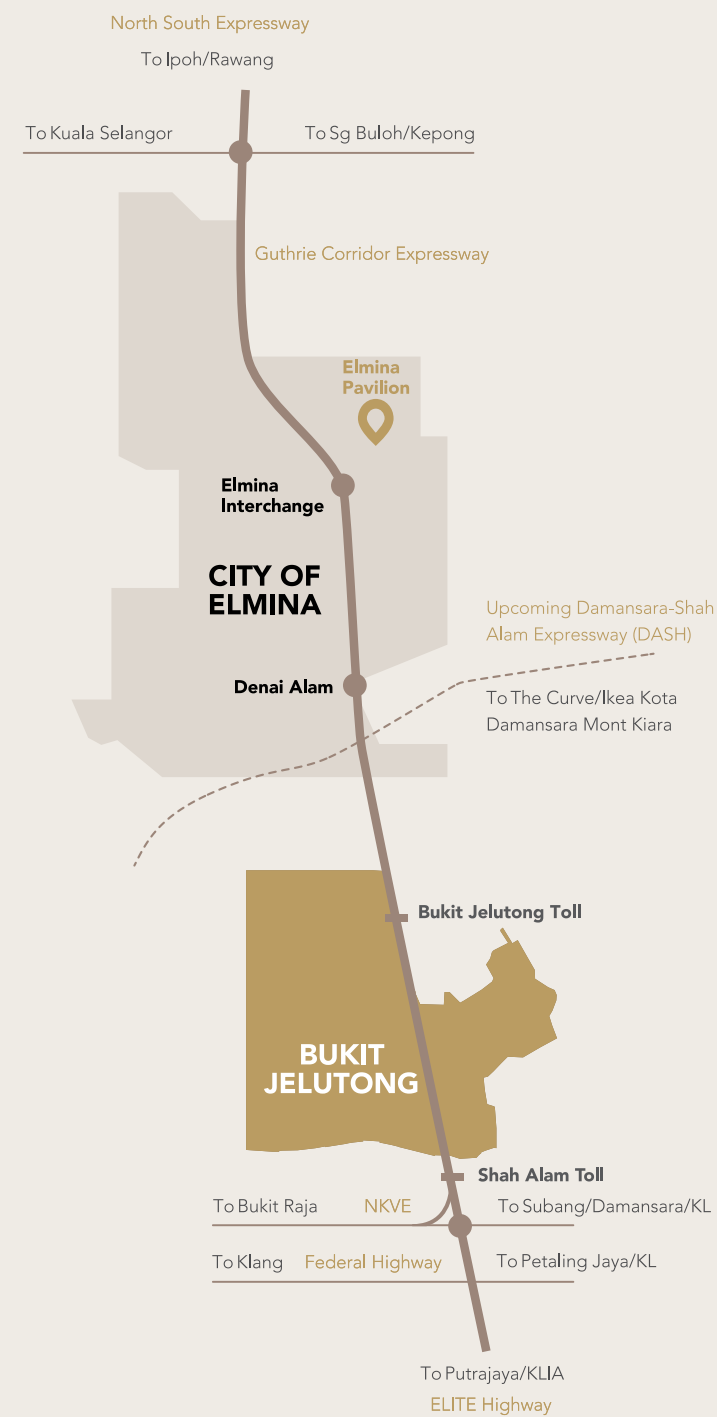 North South Expressway
To Ipoh/Rawang
To Kuala Selangor
To Sg Buloh/Kepong
Guthrie Corridor Expressway
Elmina
Pavilion
Elmina
Interchange
CITY OF
ELMINA
Upcoming Damansara-Shah
Alam Expressway (DASH)
Denai Alam
To The Curve/Ikea Kota
Damansara Mont Kiara
Bukit Jelutong Toll
BUKIT
JELUTONG
Shah Alam Toll
To Bukit Raja
NKVE
To Subang/Damansara/KL
To Klang
Federal Highway
To Petaling Jaya/KL
To Putrajaya/KLIA
ELITE Highway